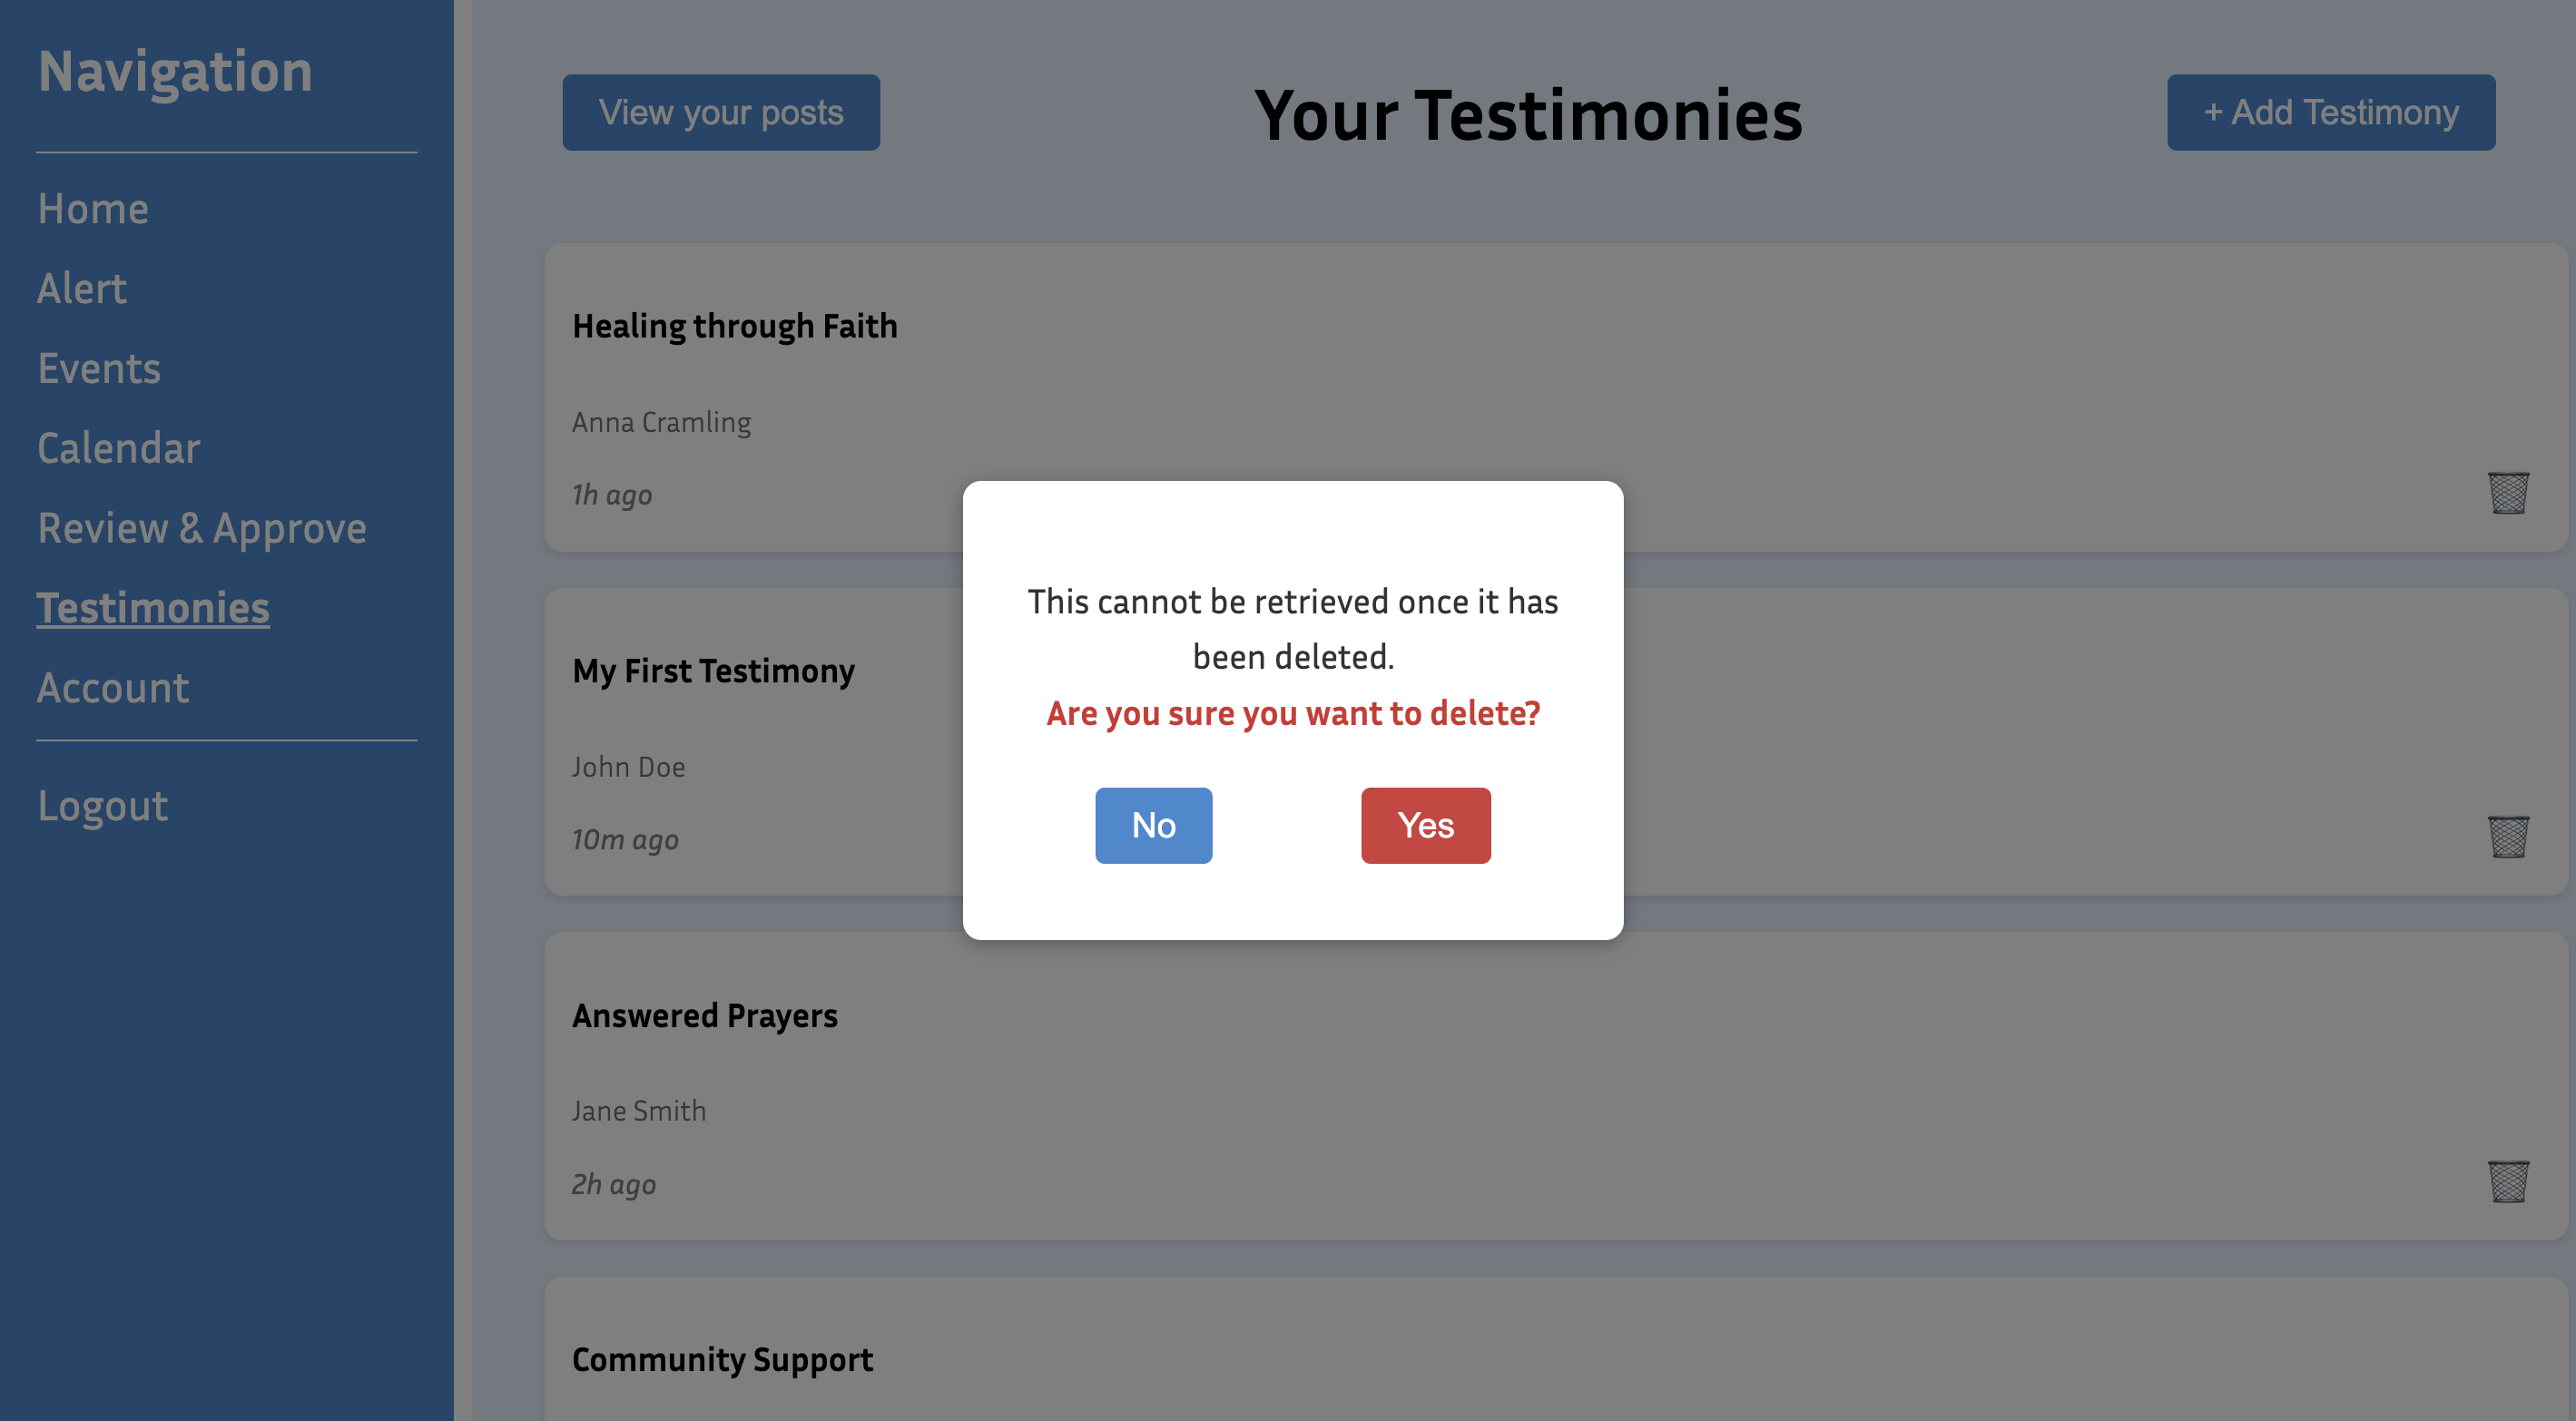 Navigation
Home
Alert
Events
Calendar
Review & Approve
Testimonies
Account
Logout
View your posts
Your Testimonies
+ Add Testimony
Healing through Faith
Anna Cramling
1h ago
My First Testimony
John Doe
10m ago
Answered Prayers
Jane Smith
2h ago
Community Support
This cannot be retrieved once it has
been deleted.
Are you sure you want to delete?
No
Yes